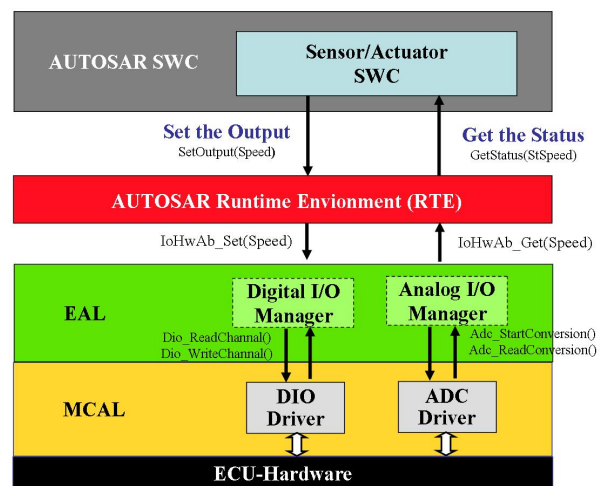 AUTOSAR SWC
Sensor/Actuator
SWC
Set the Output
SetOutput(Speed)
Get the Status
GetStatus(StSpeed)
AUTOSAR Runtime Envionment (RTE)
IoHwAb_Set(Speed)
IoHwAb_Get(Speed)
EAL
Digital I/O
Manager
Analog I/O
Manager
Dio_ReadChannal()
Dio_WriteChannal()
Adc_StartConversion()
Adc_ReadConversion()
MCAL
DIO
Driver
ADC
Driver
ECU-Hardware